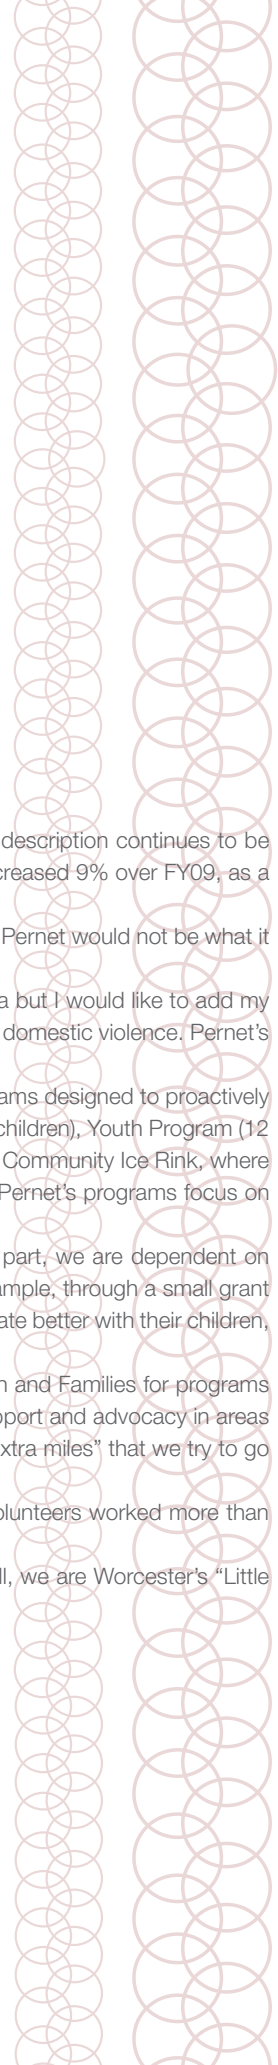 description continues to be
creased 9% over FY09, as a
Pernet would not be what it
a but I would like to add my
domestic violence. Pernet’s
ams designed to proactively
children), Youth Program (12
Community Ice Rink, where
Pernet’s programs focus on
part, we are dependent on
ample, through a small grant
ate better with their children,
n and Families for programs
pport and advocacy in areas
xtra miles” that we try to go
olunteers worked more than
ll, we are Worcester’s “Little